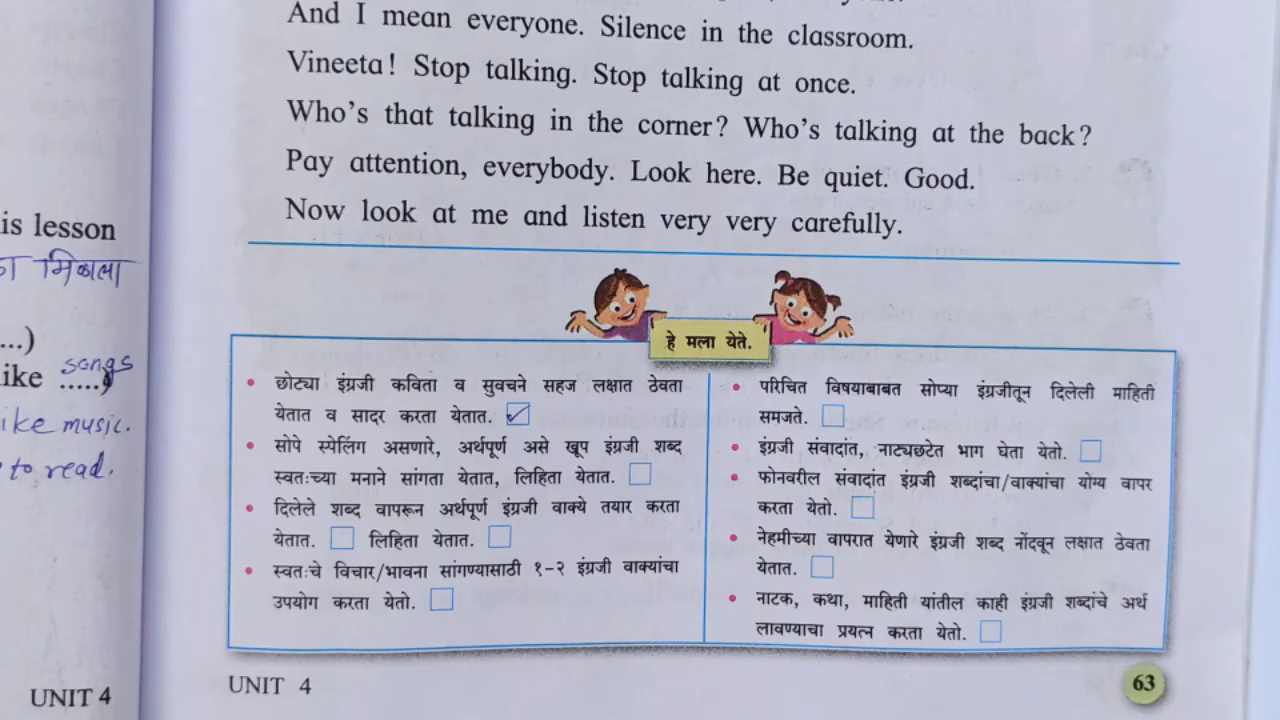 is lesson
मिळाला
...)
songs
ike ......
ike music.
to read.
UNIT 4
And I mean everyone. Silence in the classroom.
Vineeta! Stop talking. Stop talking at once.
Who's that talking in the corner? Who's talking at the back?
Pay attention, everybody. Look here. Be quiet. Good.
Now look at me and listen very very carefully.
हे मला येते.
• छोट्या इंग्रजी कविता व सुवचने सहज लक्षात ठेवता
येतात व सादर करता येतात. ☑
• सोपे स्पेलिंग असणारे, अर्थपूर्ण असे खूप इंग्रजी शब्द
स्वतःच्या मनाने सांगता येतात, लिहिता येतात. ☐
• दिलेले शब्द वापरून अर्थपूर्ण इंग्रजी वाक्ये तयार करता
येतात. ☐ लिहिता येतात. ☐
• स्वतःचे विचार/भावना सांगण्यासाठी १-२ इंग्रजी वाक्यांचा
उपयोग करता येतो. ☐
• परिचित विषयाबाबत सोप्या इंग्रजीतून दिलेली माहिती
समजते. ☐
• इंग्रजी संवादांत, नाट्यछटेत भाग घेता येतो. ☐
• फोनवरील संवादांत इंग्रजी शब्दांचा/वाक्यांचा योग्य वापर
करता येतो. ☐
• नेहमीच्या वापरात येणारे इंग्रजी शब्द नोंदवून लक्षात ठेवता
येतात. ☐
• नाटक, कथा, माहिती यांतील काही इंग्रजी शब्दांचे अर्थ
लावण्याचा प्रयत्न करता येतो. ☐
UNIT 4
63